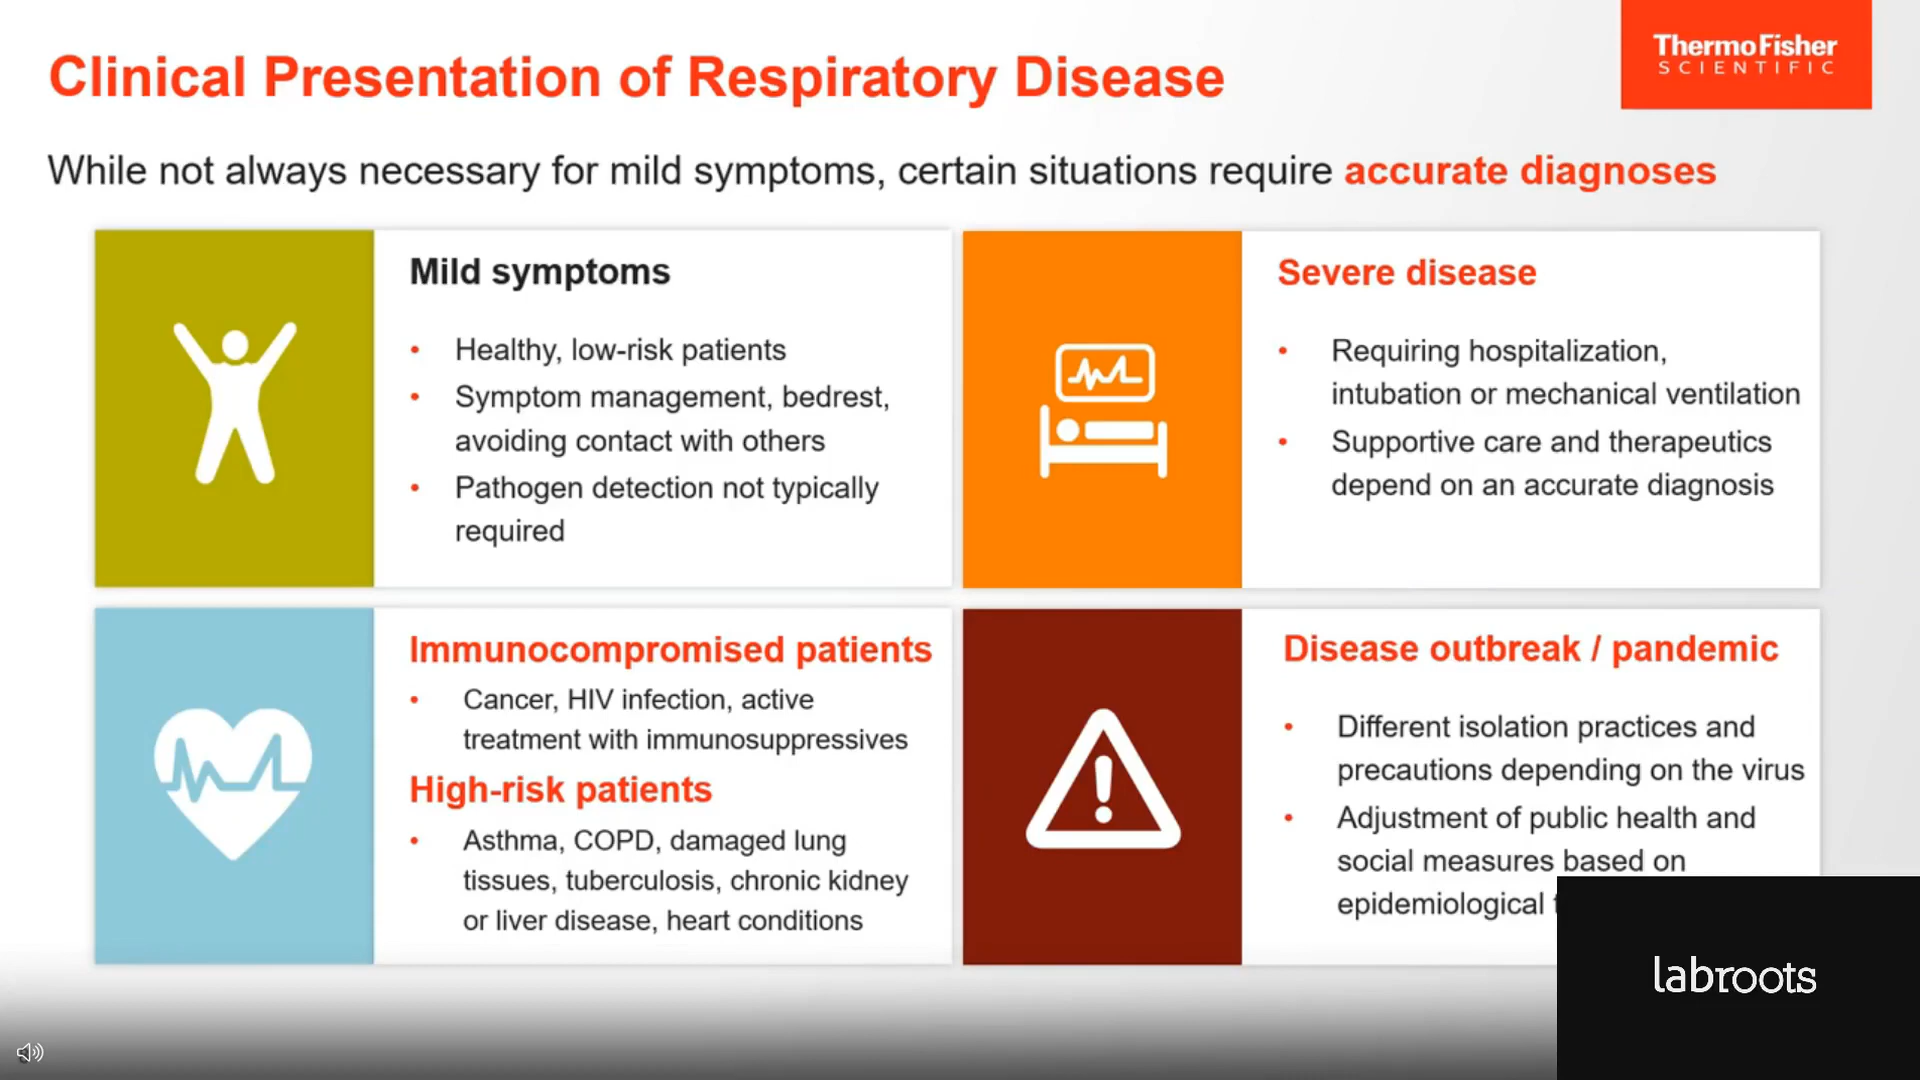 Clinical Presentation of Respiratory Disease
ThermoFisher
SCIENTIFIC
While not always necessary for mild symptoms, certain situations require accurate diagnoses
Mild symptoms
• Healthy, low-risk patients
• Symptom management, bedrest,
avoiding contact with others
• Pathogen detection not typically
required
Severe disease
• Requiring hospitalization,
intubation or mechanical ventilation
• Supportive care and therapeutics
depend on an accurate diagnosis
Immunocompromised patients
• Cancer, HIV infection, active
treatment with immunosuppressives
High-risk patients
• Asthma, COPD, damaged lung
tissues, tuberculosis, chronic kidney
or liver disease, heart conditions
Disease outbreak / pandemic
• Different isolation practices and
precautions depending on the virus
• Adjustment of public health and
social measures based on
epidemiological
labroots